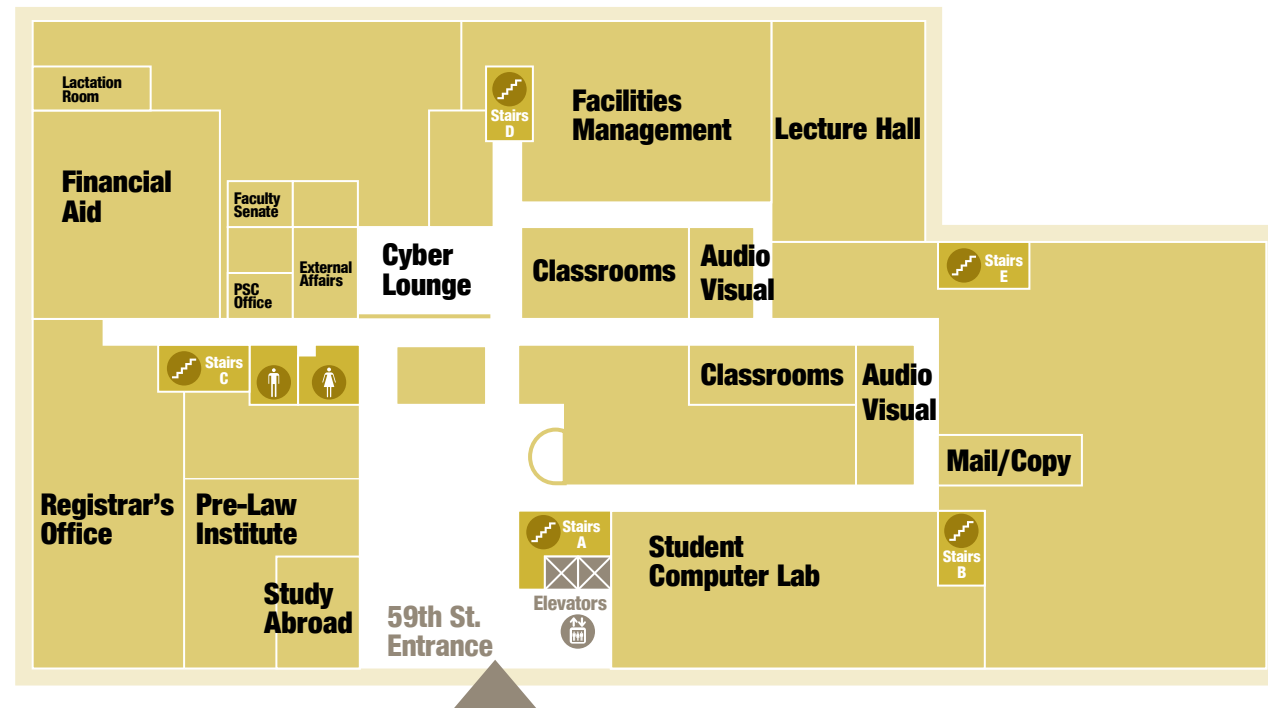 Lactation
Room
Stairs
D
Facilities
Management
Lecture Hall
Financial
Aid
Faculty
Senate
External
Affairs
PSC
Office
Cyber
Lounge
Classrooms
Audio
Visual
Stairs
E
Stairs
C
Classrooms
Audio
Visual
Mail/Copy
Registrar’s
Office
Pre-Law
Institute
Study
Abroad
59th St.
Entrance
Stairs
A
Elevators
Student
Computer Lab
Stairs
B